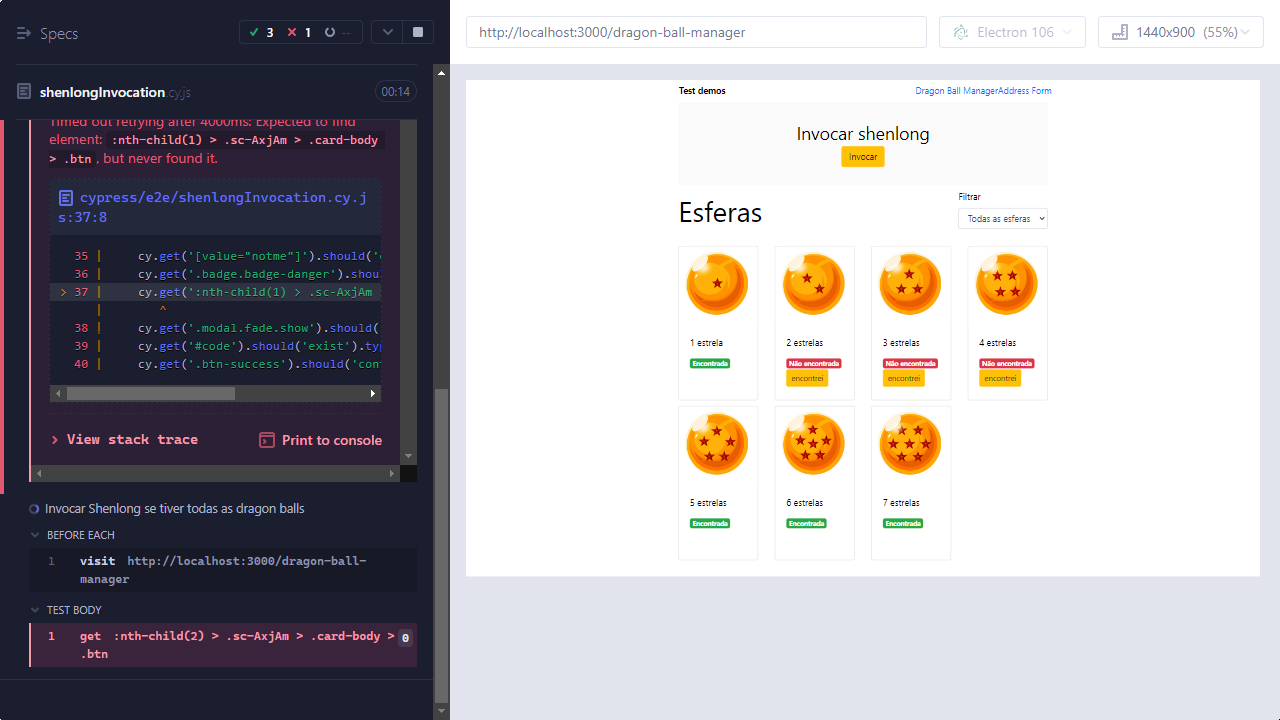 Specs
3
1
--
shenlongInvocation.cy.js
00:14
Timed out retrying after 4000ms: Expected to find
element: :nth-child(1) > .sc-AxjAm > .card-body
> .btn, but never found it.
cypress/e2e/shenlongInvocation.cy.j
s:37:8
35 | cy.get('[value="notme"]').should('
36 | cy.get('.badge.badge-danger').shou
> 37 | cy.get(':nth-child(1) > .sc-AxjAm
| ^
38 | cy.get('.modal.fade.show').should(
39 | cy.get('#code').should('exist').ty
40 | cy.get('.btn-success').should('con
View stack trace
Print to console
Invocar Shenlong se tiver todas as dragon balls
BEFORE EACH
1 visit http://localhost:3000/dragon-ball-
manager
TEST BODY
1 get :nth-child(2) > .sc-AxjAm > .card-body > 0
.btn
http://localhost:3000/dragon-ball-manager
Electron 106
1440x900 (55%)
Test demos
Dragon Ball ManagerAddress Form
Invocar shenlong
Invocar
Esferas
Filtrar
Todas as esferas
1 estrela
Encontrada
2 estrelas
Não encontrada
encontrei
3 estrelas
Não encontrada
encontrei
4 estrelas
Não encontrada
encontrei
5 estrelas
Encontrada
6 estrelas
Encontrada
7 estrelas
Encontrada